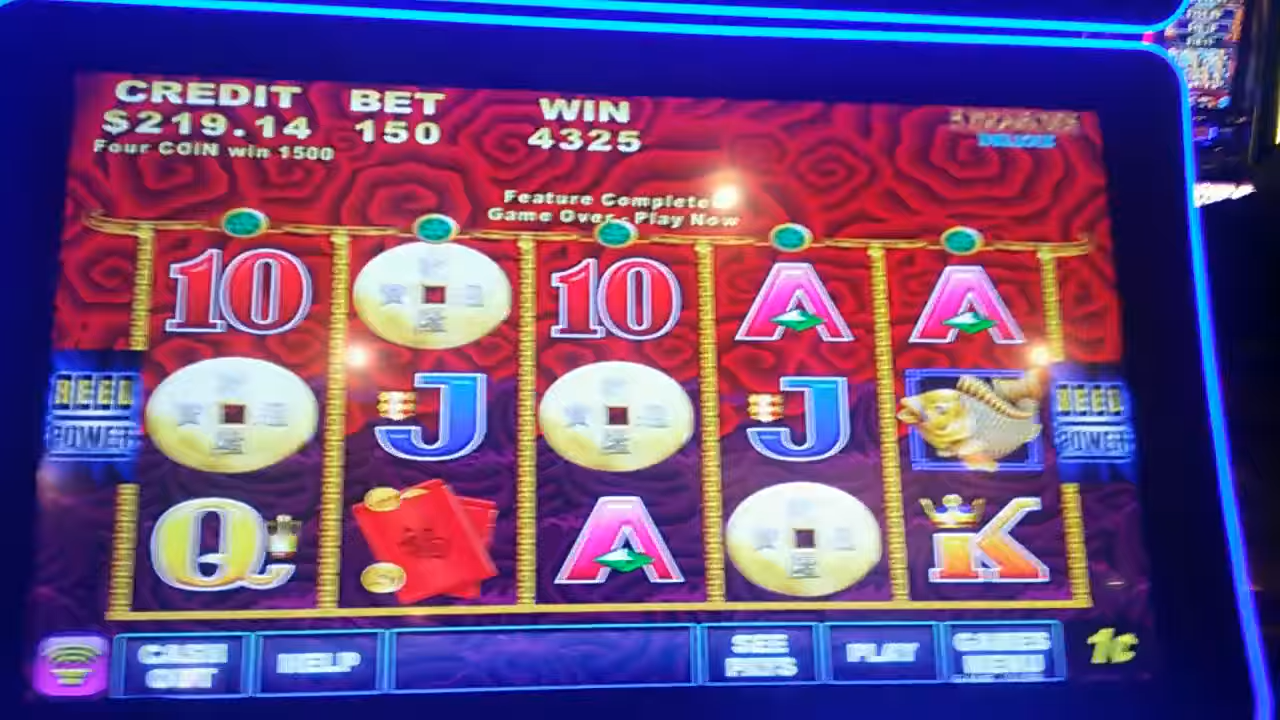 CREDIT BET WIN
$219.14 150 4325
Four COIN win 1500
Feature Complete
Game Over - Play Now
10 10 A A
REEL POWER
J J
REEL POWER
Q A K
CASH OUT
HELP
SEE PAYS
PLAY
GAMES MENU
1c